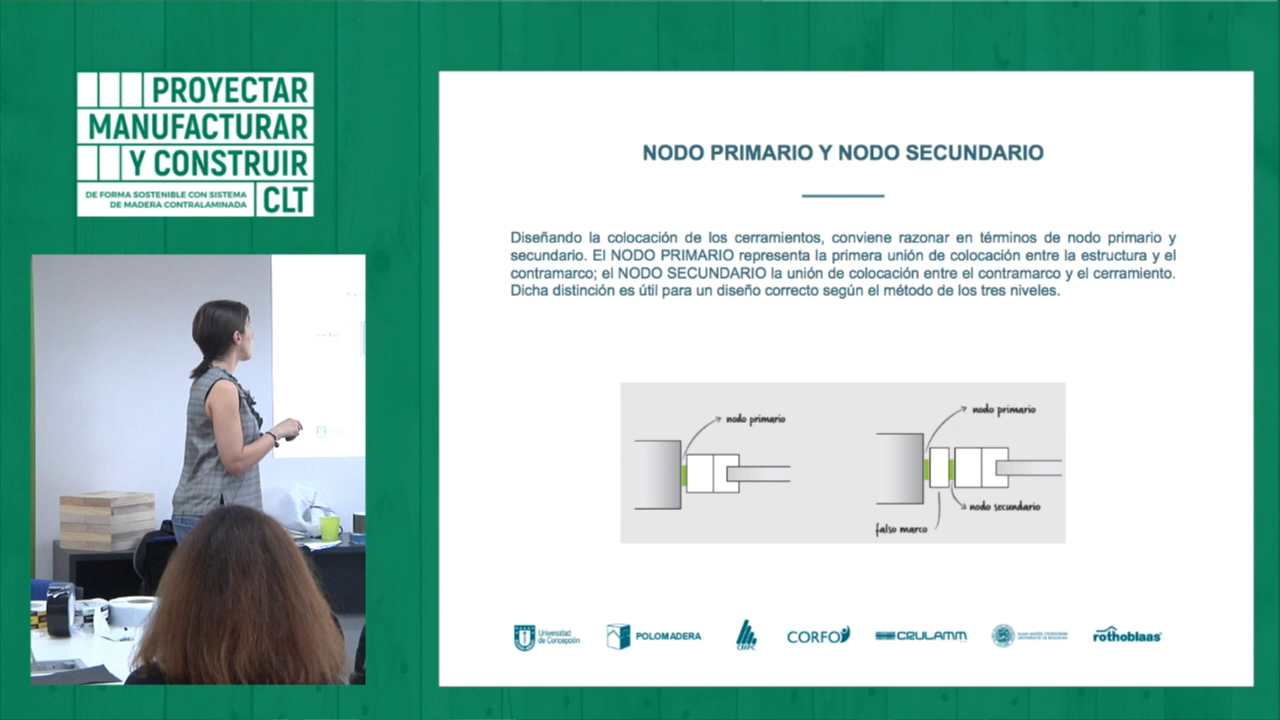 PROYECTAR
MANUFACTURAR
Y CONSTRUIR
DE FORMA SOSTENIBLE CON SISTEMA
DE MADERA CONTRALAMINADA
CLT
NODO PRIMARIO Y NODO SECUNDARIO
Diseñando la colocación de los cerramientos, conviene razonar en términos de nodo primario y
secundario. El NODO PRIMARIO representa la primera unión de colocación entre la estructura y el
contramarco; el NODO SECUNDARIO la unión de colocación entre el contramarco y el cerramiento.
Dicha distinción es útil para un diseño correcto según el método de los tres niveles.
nodo primario
nodo primario
nodo secundario
falso marco
Universidad
de Concepción
POLOMADERA
CMPC
CORFO
CRULAMM
rothoblaas